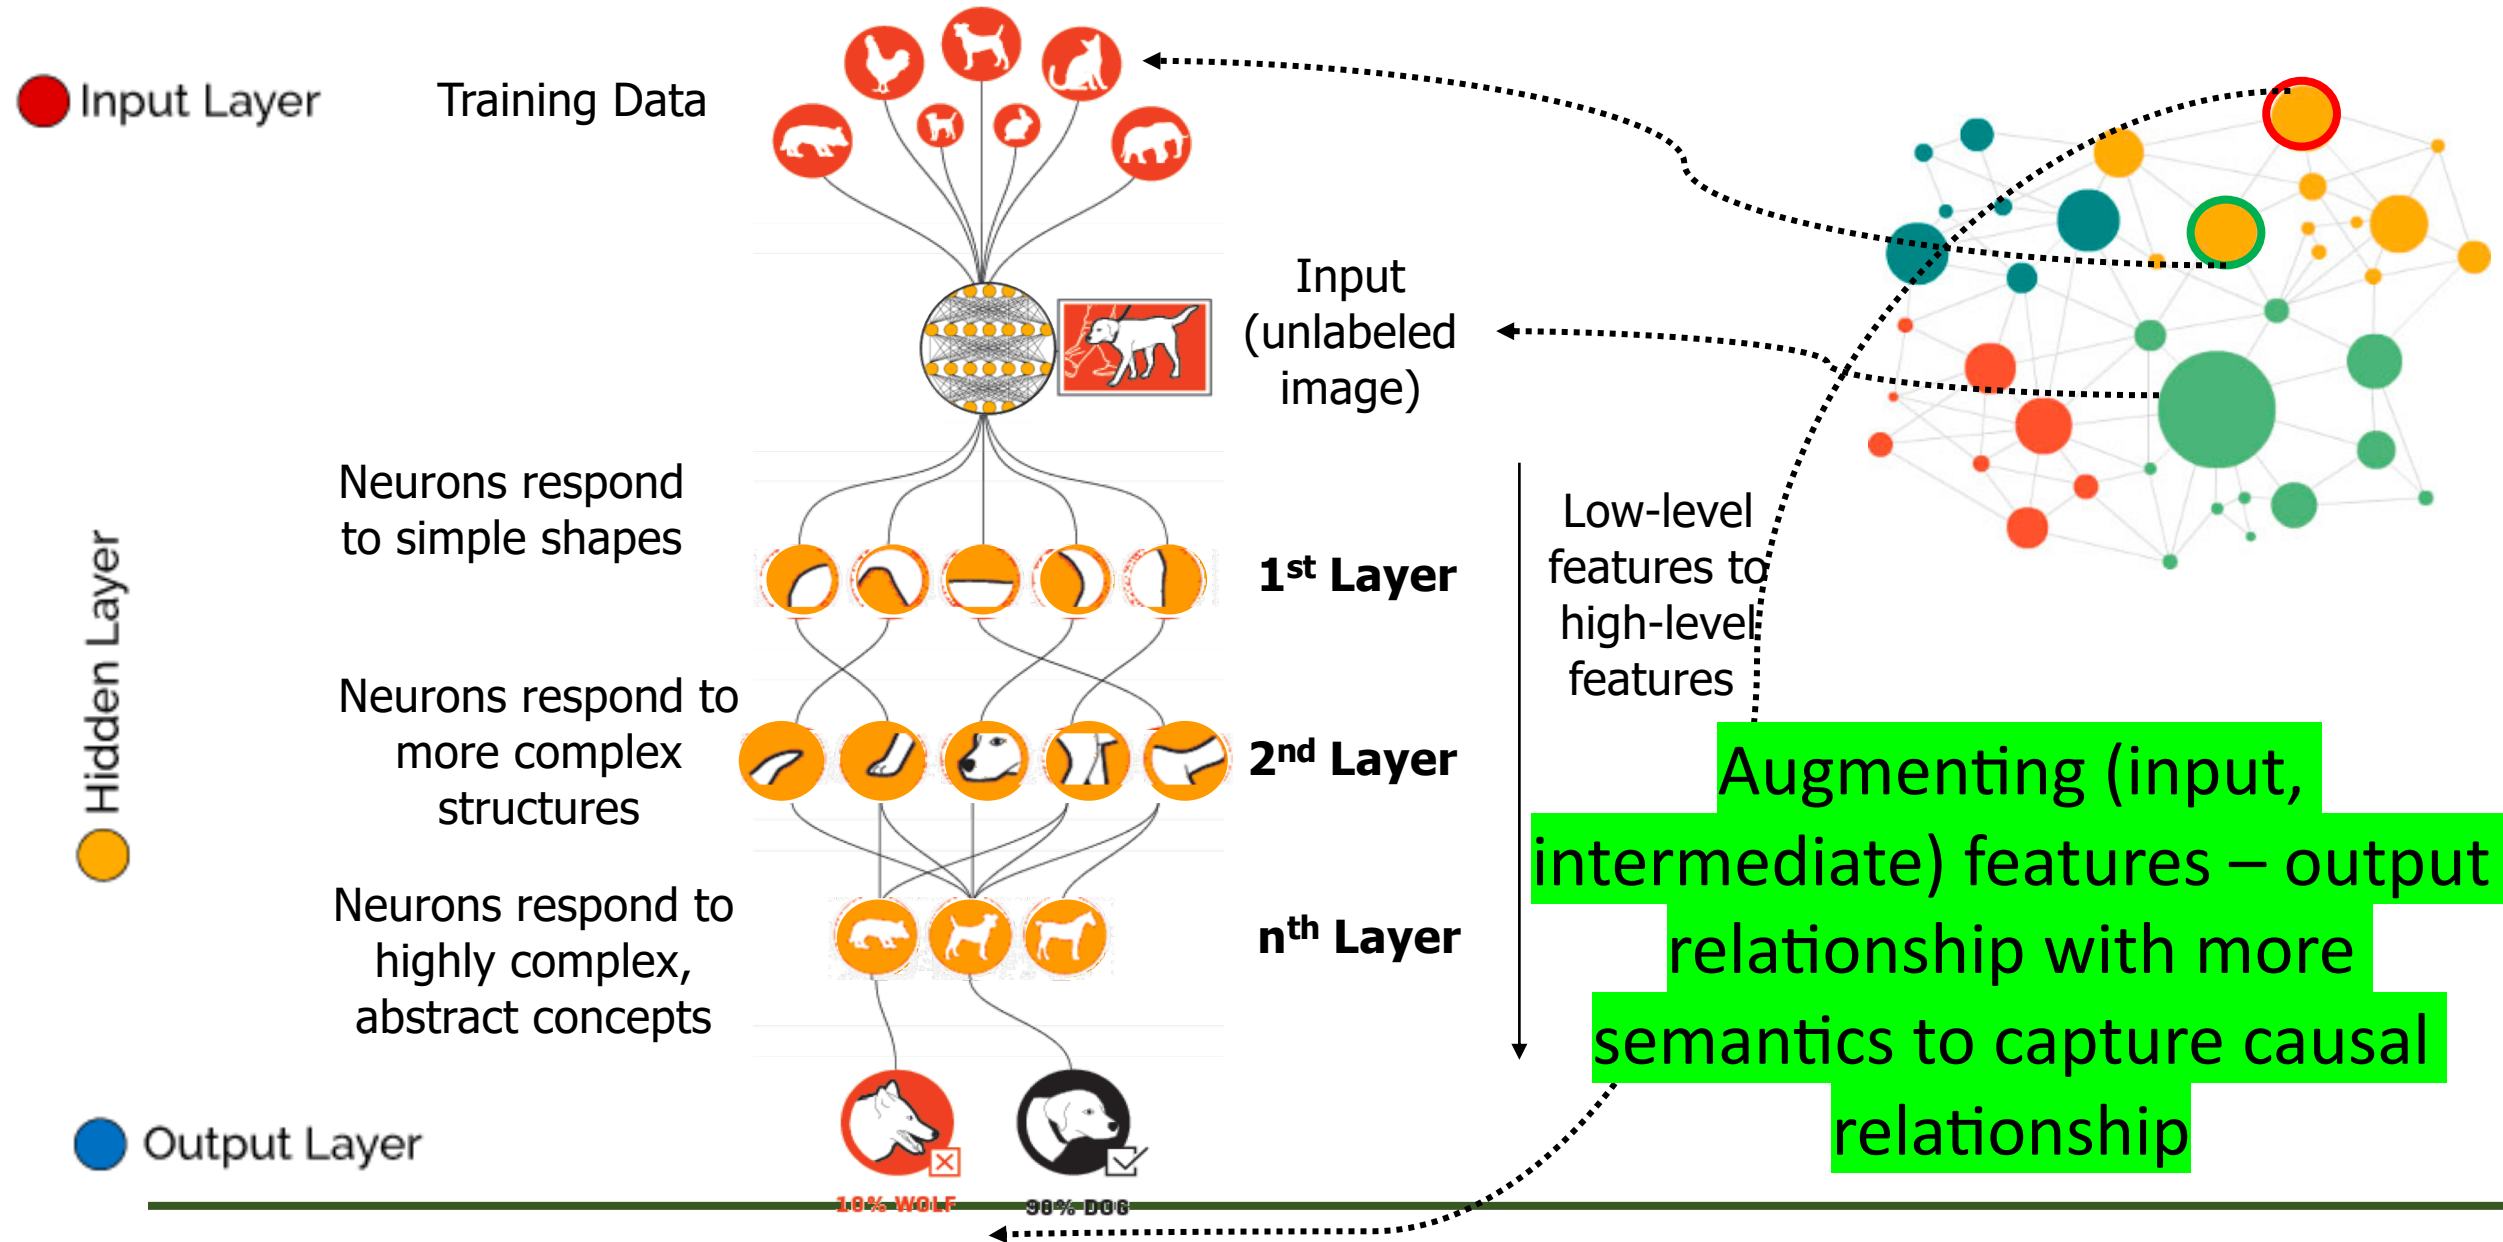 Input Layer
Training Data
Input
(unlabeled
image)
Neurons respond
to simple shapes
1st Layer
Low-level
features to
high-level
features
Hidden Layer
Neurons respond to
more complex
structures
2nd Layer
Neurons respond to
highly complex,
abstract concepts
nth Layer
Augmenting (input,
intermediate) features – output
relationship with more
semantics to capture causal
relationship
Output Layer
10% WOLF
90% DOG